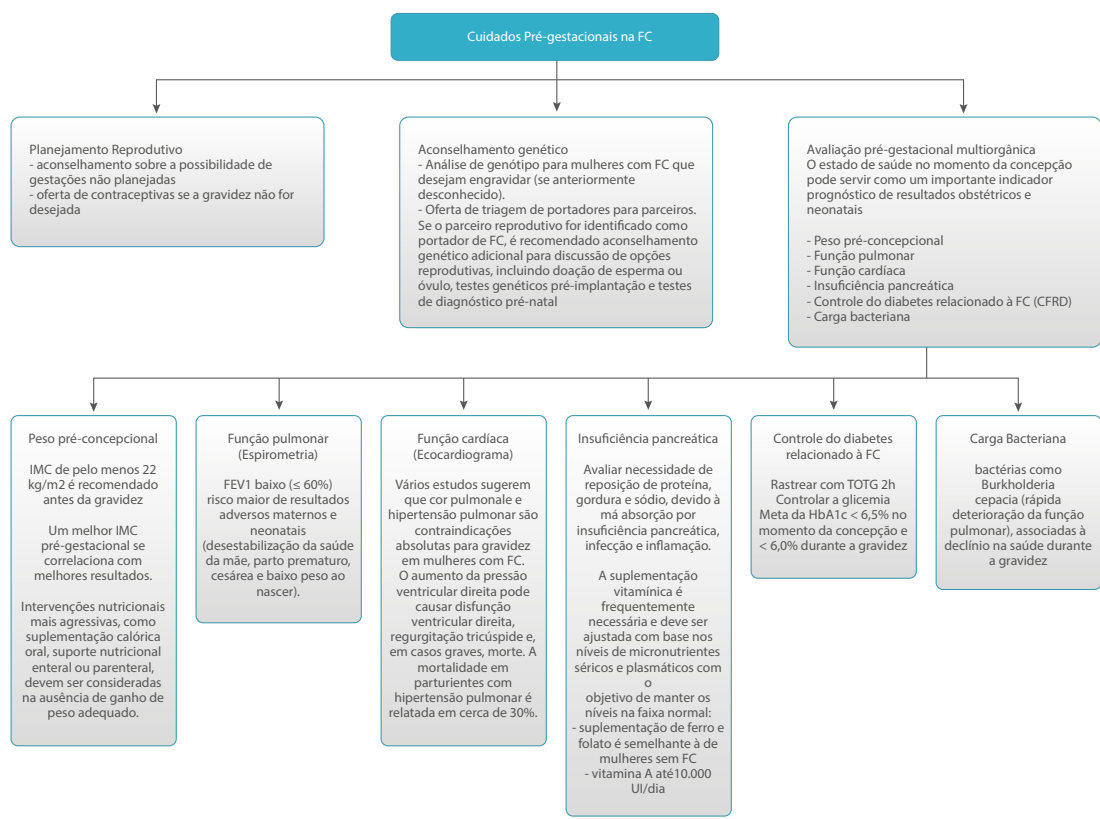 Cuidados Pré-gestacionais na FC
Planejamento Reprodutivo
- aconselhamento sobre a possibilidade de
gestações não planejadas
- oferta de contraceptivas se a gravidez não for
desejada
Aconselhamento genético
- Análise de genótipo para mulheres com FC que
desejam engravidar (se anteriormente
desconhecido).
- Oferta de triagem de portadores para parceiros.
Se o parceiro reprodutivo for identificado como
portador de FC, é recomendado aconselhamento
genético adicional para discussão de opções
reprodutivas, incluindo doação de esperma ou
óvulo, testes genéticos pré-implantação e testes
de diagnóstico pré-natal
Avaliação pré-gestacional multiorgânica
O estado de saúde no momento da concepção
pode servir como um importante indicador
prognóstico de resultados obstétricos e
neonatais
- Peso pré-concepcional
- Função pulmonar
- Função cardíaca
- Insuficiência pancreática
- Controle do diabetes relacionado à FC (CFRD)
- Carga bacteriana
Peso pré-concepcional
IMC de pelo menos 22
kg/m2 é recomendado
antes da gravidez
Um melhor IMC
pré-gestacional se
correlaciona com
melhores resultados.
Intervenções nutricionais
mais agressivas, como
suplementação calórica
oral, suporte nutricional
enteral ou parenteral,
devem ser consideradas
na ausência de ganho de
peso adequado.
Função pulmonar
(Espirometria)
FEV1 baixo (≤ 60%)
risco maior de resultados
adversos maternos e
neonatais
(desestabilização da saúde
da mãe, parto prematuro,
cesárea e baixo peso ao
nascer).
Função cardíaca
(Ecocardiograma)
Vários estudos sugerem
que cor pulmonale e
hipertensão pulmonar são
contraindicações
absolutas para gravidez
em mulheres com FC.
O aumento da pressão
ventricular direita pode
causar disfunção
ventricular direita,
regurgitação tricúspide e,
em casos graves, morte. A
mortalidade em
parturientes com
hipertensão pulmonar é
relatada em cerca de 30%.
Insuficiência pancreática
Avaliar necessidade de
reposição de proteína,
gordura e sódio, devido à
má absorção por
insuficiência pancreática,
infecção e inflamação.
A suplementação
vitamínica é
frequentemente
necessária e deve ser
ajustada com base nos
níveis de micronutrientes
séricos e plasmáticos com
o
objetivo de manter os
níveis na faixa normal:
- suplementação de ferro e
folato é semelhante à de
mulheres sem FC
- vitamina A até10.000
UI/dia
Controle do diabetes
relacionado à FC
Rastrear com TOTG 2h
Controlar a glicemia
Meta da HbA1c < 6,5% no
momento da concepção e
< 6,0% durante a gravidez
Carga Bacteriana
bactérias como
Burkholderia
cepacia (rápida
deterioração da função
pulmonar), associadas à
declínio na saúde durante
a gravidez